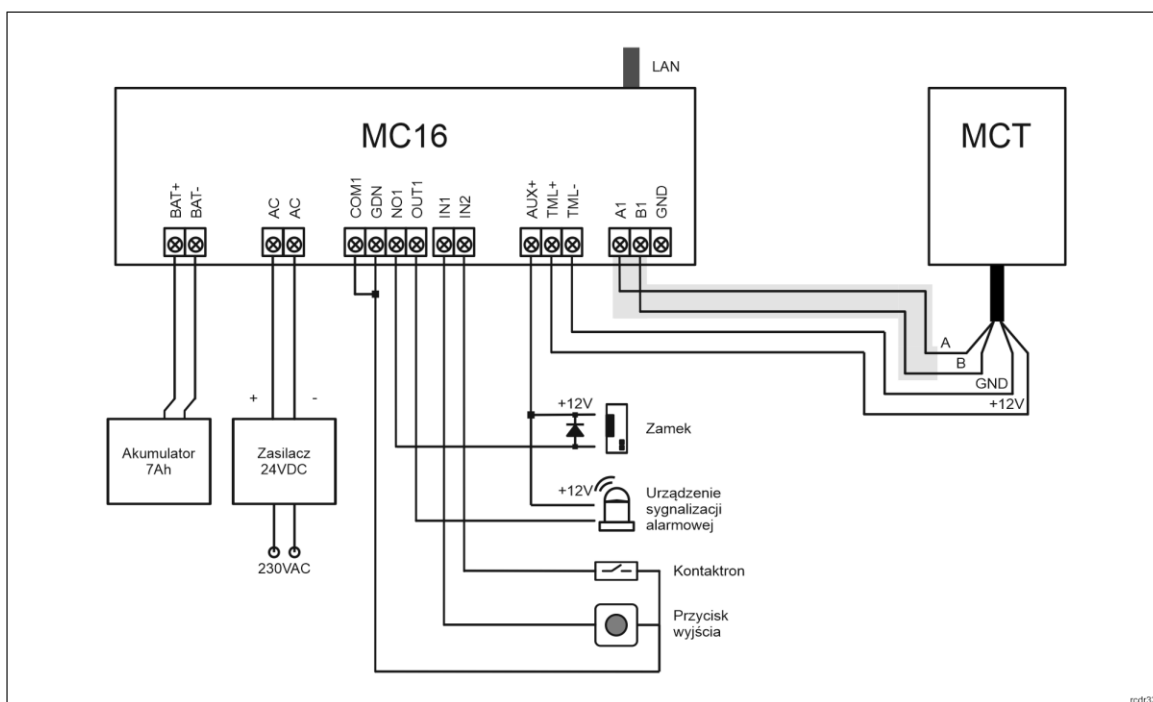 LAN
MC16
MCT
BAT+
BAT-
AC
AC
COM1
GDN
NO1
OUT1
IN1
IN2
AUX+
TML+
TML-
A1
B1
GND
A
B
GND
+12V
+ -
Akumulator
7Ah
Zasilacz
24VDC
230VAC
+12V
Zamek
+12V
Urządzenie
sygnalizacji
alarmowej
Kontaktron
Przycisk
wyjścia